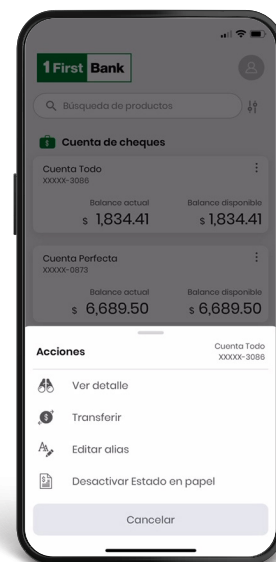 1First Bank
Búsqueda de productos
Cuenta de cheques
Cuenta Todo
XXXXX-3086
Balance actual
Balance disponible
$ 1,834.41
$ 1,834.41
Cuenta Perfecta
XXXXX-0873
Balance actual
Balance disponible
$ 6,689.50
$ 6,689.50
Acciones
Cuenta Todo
XXXXX-3086
Ver detalle
Transferir
Editar alias
Desactivar Estado en papel
Cancelar